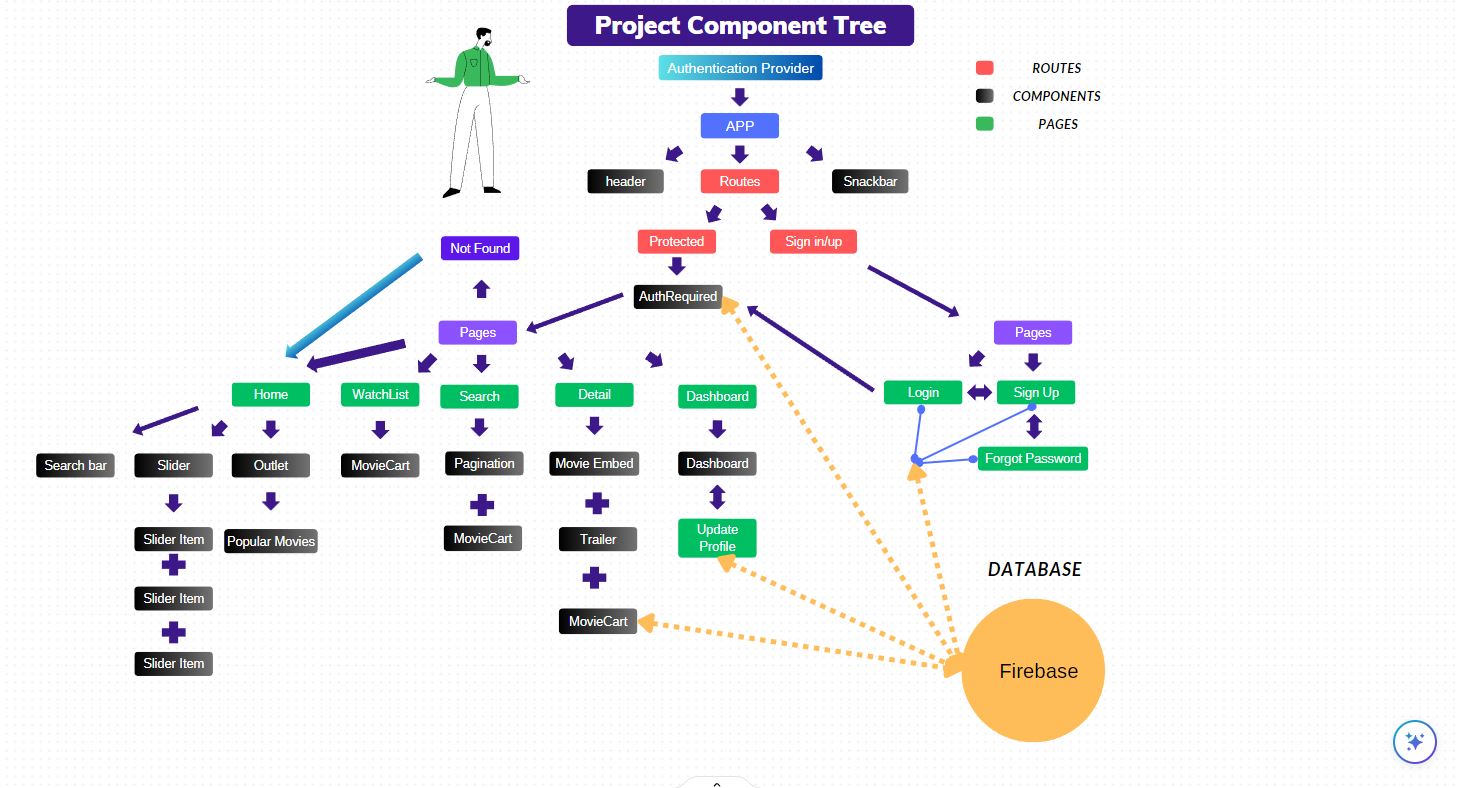 Project Component Tree
Authentication Provider
ROUTES
COMPONENTS
PAGES
APP
header
Routes
Snackbar
Protected
Sign in/up
Not Found
AuthRequired
Pages
Pages
Home
WatchList
Search
Detail
Dashboard
Login
Sign Up
Search bar
Slider
Outlet
MovieCart
Pagination
Movie Embed
Dashboard
Forgot Password
Slider Item
Popular Movies
MovieCart
Trailer
Update
Profile
DATABASE
Slider Item
MovieCart
Slider Item
Firebase